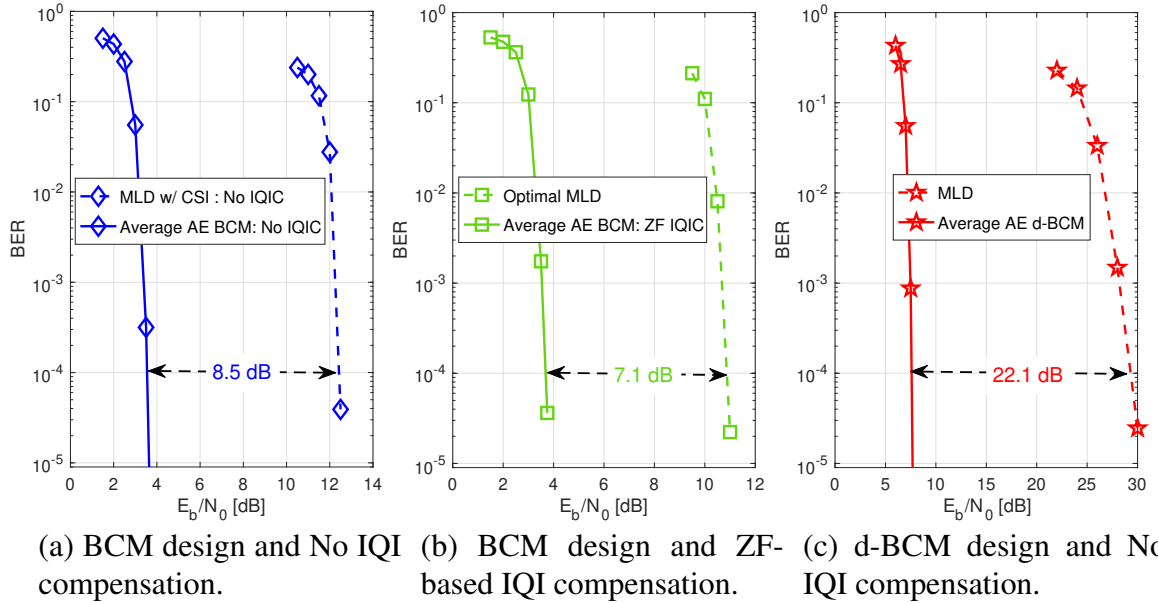 BER
10^0
10^-1
10^-2
10^-3
10^-4
10^-5
MLD w/ CSI : No IQIC
Average AE BCM: No IQIC
8.5 dB
0 2 4 6 8 10 12 14
E_b/N_0 [dB]
(a) BCM design and No IQI
compensation.
BER
10^0
10^-1
10^-2
10^-3
10^-4
10^-5
Optimal MLD
Average AE BCM: ZF IQIC
7.1 dB
0 2 4 6 8 10 12
E_b/N_0 [dB]
(b) BCM design and ZF-
based IQI compensation.
BER
10^0
10^-1
10^-2
10^-3
10^-4
10^-5
MLD
Average AE d-BCM
22.1 dB
0 5 10 15 20 25 30
E_b/N_0 [dB]
(c) d-BCM design and No
IQI compensation.